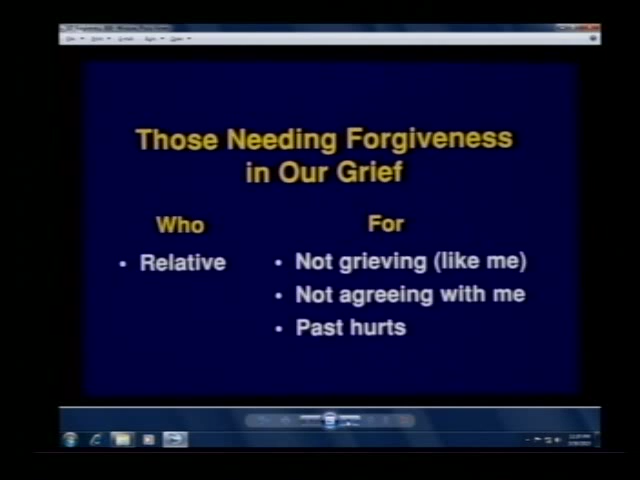 Those Needing Forgiveness
in Our Grief
Who For
• Relative • Not grieving (like me)
• Not agreeing with me
• Past hurts